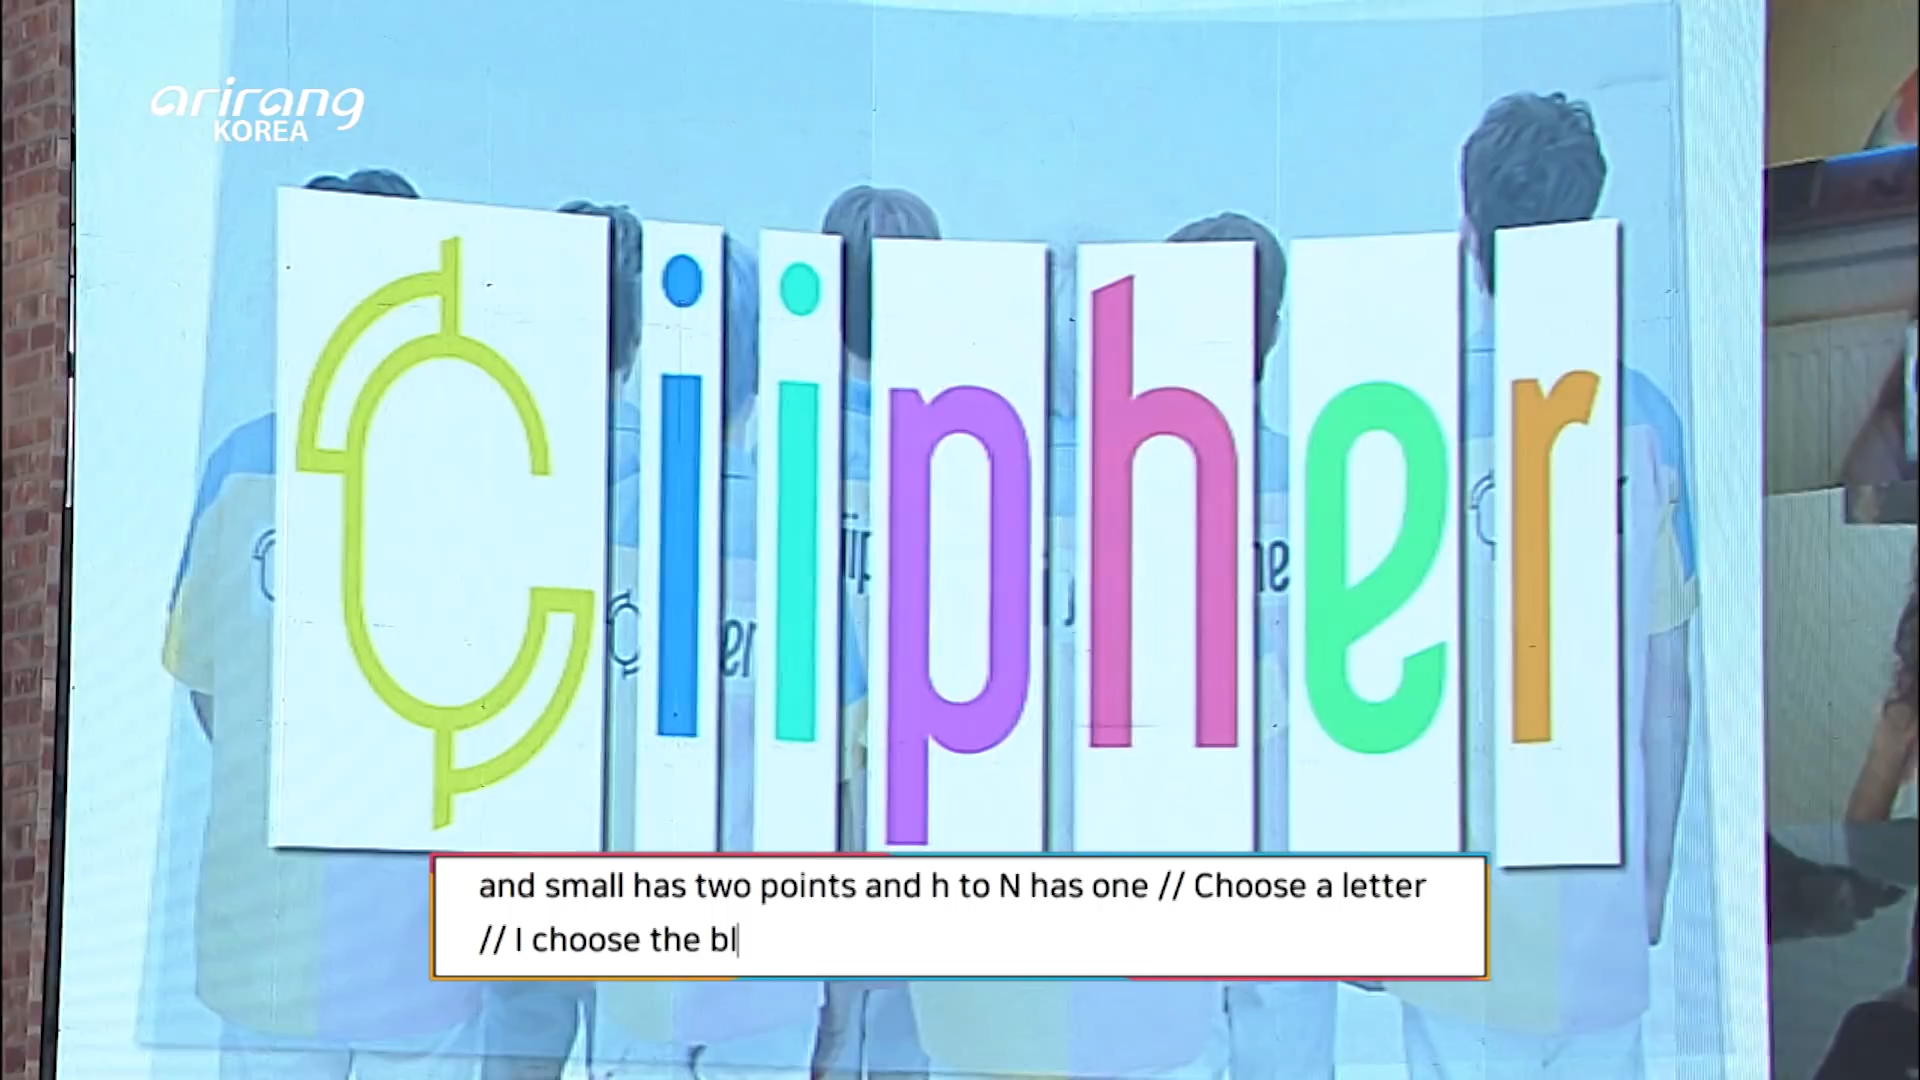 arirang
KOREA
Ciipher
and small has two points and h to N has one // Choose a letter
// I choose the bl